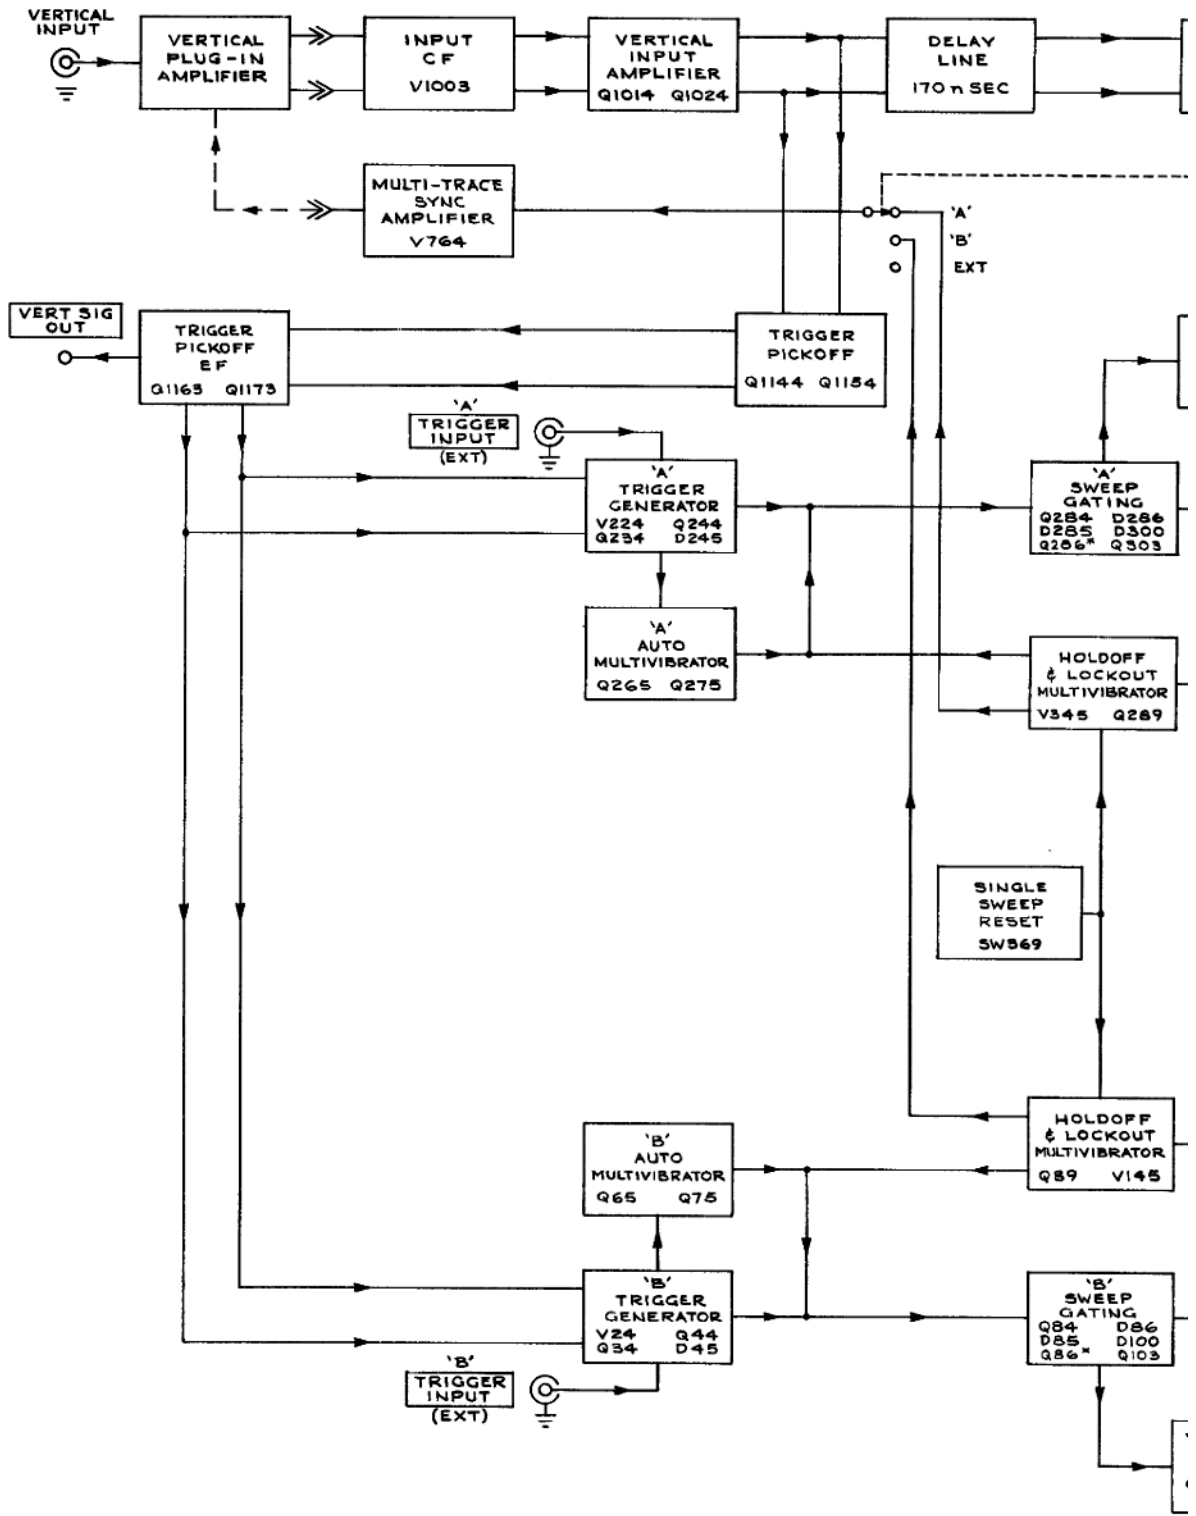 VERTICAL
INPUT
VERTICAL
PLUG-IN
AMPLIFIER
INPUT
CF
V1003
VERTICAL
INPUT
AMPLIFIER
Q1014 Q1024
DELAY
LINE
170 n SEC
MULTI-TRACE
SYNC
AMPLIFIER
V764
'A'
'B'
EXT
VERT SIG
OUT
TRIGGER
PICKOFF
EF
Q1163 Q1173
TRIGGER
PICKOFF
Q1144 Q1154
'A'
TRIGGER
INPUT
(EXT)
'A'
TRIGGER
GENERATOR
V224 Q244
Q234 D245
'A'
SWEEP
GATING
Q284 D286
D285 D300
Q286* Q303
'A'
AUTO
MULTIVIBRATOR
Q265 Q275
HOLDOFF
& LOCKOUT
MULTIVIBRATOR
V345 Q289
SINGLE
SWEEP
RESET
SW369
HOLDOFF
& LOCKOUT
MULTIVIBRATOR
Q89 V145
'B'
AUTO
MULTIVIBRATOR
Q65 Q75
'B'
TRIGGER
GENERATOR
V24 Q44
Q34 D45
'B'
SWEEP
GATING
Q84 D86
D85 D100
Q86* Q103
'B'
TRIGGER
INPUT
(EXT)